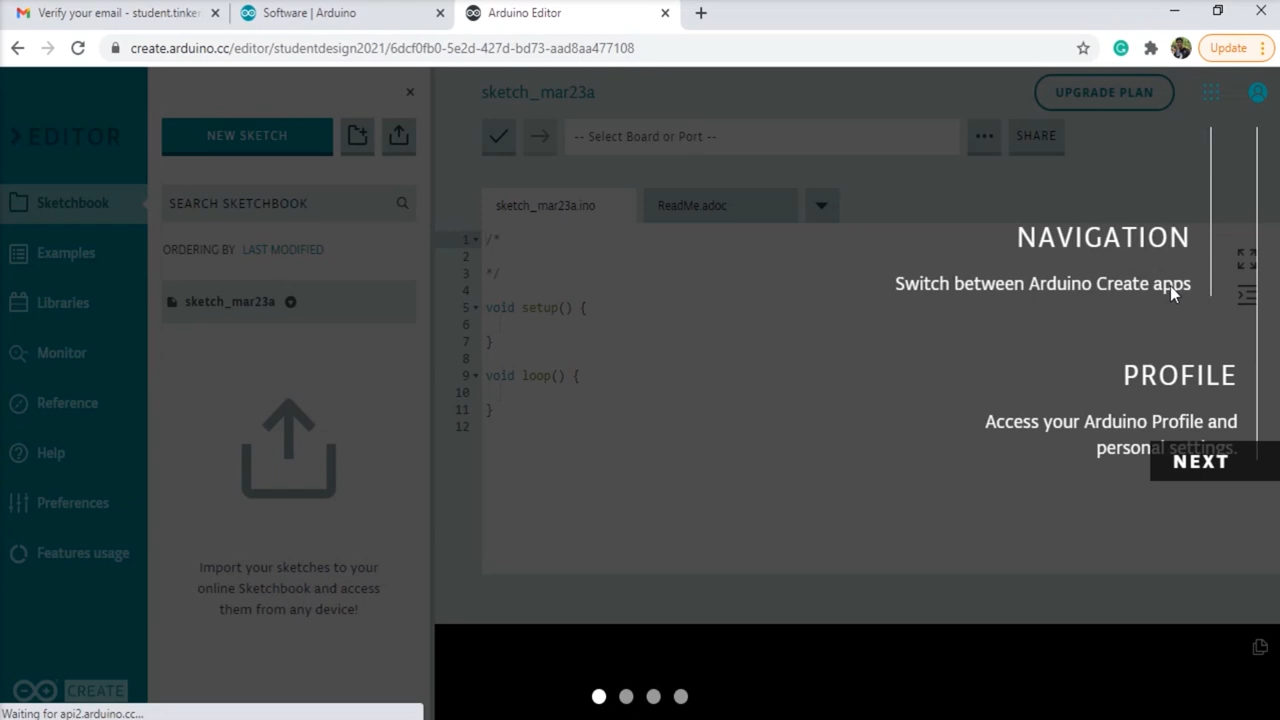 Verify your email - student.tinker
Software | Arduino
Arduino Editor
create.arduino.cc/editor/studentdesign2021/6dcf0fb0-5e2d-427d-bd73-aad8aa477108
Update
EDITOR
NEW SKETCH
sketch_mar23a
UPGRADE PLAN
-- Select Board or Port --
SHARE
Sketchbook
SEARCH SKETCHBOOK
sketch_mar23a.ino
ReadMe.adoc
ORDERING BY LAST MODIFIED
Examples
Libraries
sketch_mar23a
Monitor
Reference
Help
Preferences
Features usage
Import your sketches to your
online Sketchbook and access
them from any device!
1 /*
2
3 */
4
5 void setup() {
6
7 }
8
9 void loop() {
10
11 }
12
NAVIGATION
Switch between Arduino Create apps
PROFILE
Access your Arduino Profile and
personal settings.
NEXT
CREATE
Waiting for api2.arduino.cc...